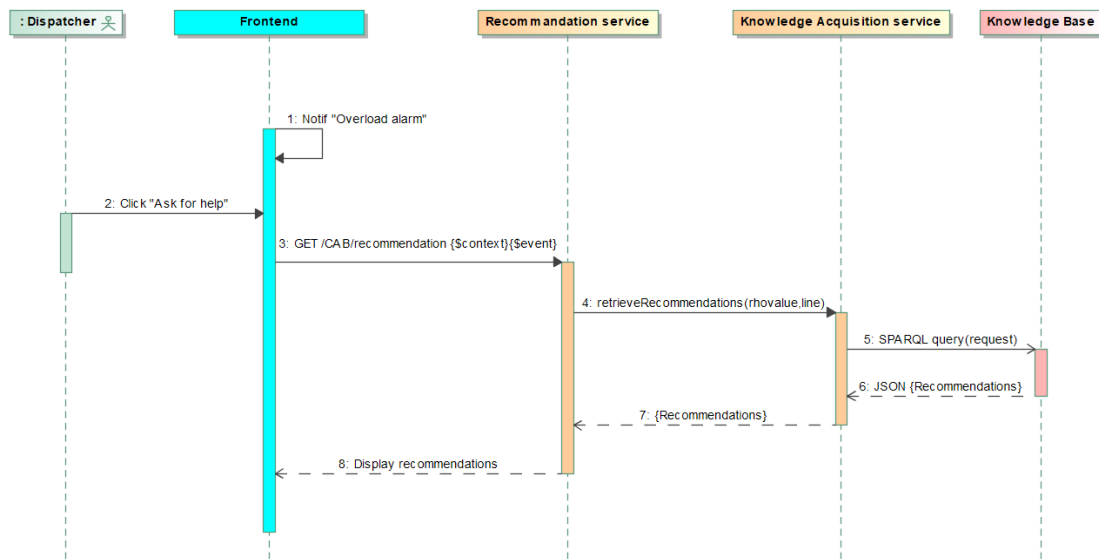 : Dispatcher
Frontend
Recommandation service
Knowledge Acquisition service
Knowledge Base
1: Notif "Overload alarm"
2: Click "Ask for help"
3: GET /CAB/recommendation {$context}{$event}
4: retrieveRecommendations(rhovalue,line)
5: SPARQL query(request)
6: JSON {Recommendations}
7: {Recommendations}
8: Display recommendations